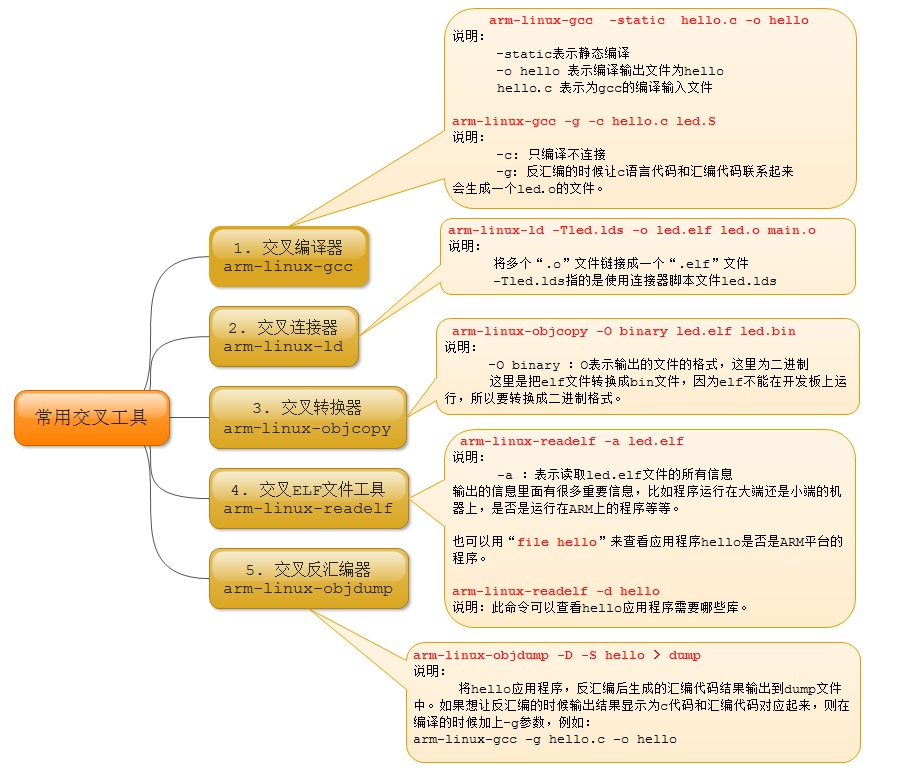 常用交叉工具
1. 交叉编译器
arm-linux-gcc
arm-linux-gcc -static hello.c -o hello
说明:
-static表示静态编译
-o hello 表示编译输出文件为hello
hello.c 表示为gcc的编译输入文件
arm-linux-gcc -g -c hello.c led.S
说明:
-c: 只编译不连接
-g: 反汇编的时候让c语言代码和汇编代码联系起来
会生成一个led.o的文件。
2. 交叉连接器
arm-linux-ld
arm-linux-ld -Tled.lds -o led.elf led.o main.o
说明:
将多个“.o”文件链接成一个“.elf”文件
-Tled.lds指的是使用连接器脚本文件led.lds
3. 交叉转换器
arm-linux-objcopy
arm-linux-objcopy -O binary led.elf led.bin
说明:
-O binary : O表示输出的文件的格式，这里为二进制
这里是把elf文件转换成bin文件，因为elf不能在开发板上运
行，所以要转换成二进制格式。
4. 交叉ELF文件工具
arm-linux-readelf
arm-linux-readelf -a led.elf
说明:
-a : 表示读取led.elf文件的所有信息
输出的信息里面有很多重要信息，比如程序运行在大端还是小端的机
器上，是否是运行在ARM上的程序等等。
也可以用“file hello”来查看应用程序hello是否是ARM平台的
程序。
arm-linux-readelf -d hello
说明: 此命令可以查看hello应用程序需要哪些库。
5. 交叉反汇编器
arm-linux-objdump
arm-linux-objdump -D -S hello > dump
说明:
将hello应用程序，反汇编后生成的汇编代码结果输出到dump文件
中。如果想让反汇编的时候输出结果显示为c代码和汇编代码对应起来，则在
编译的时候加上-g参数，例如:
arm-linux-gcc -g hello.c -o hello